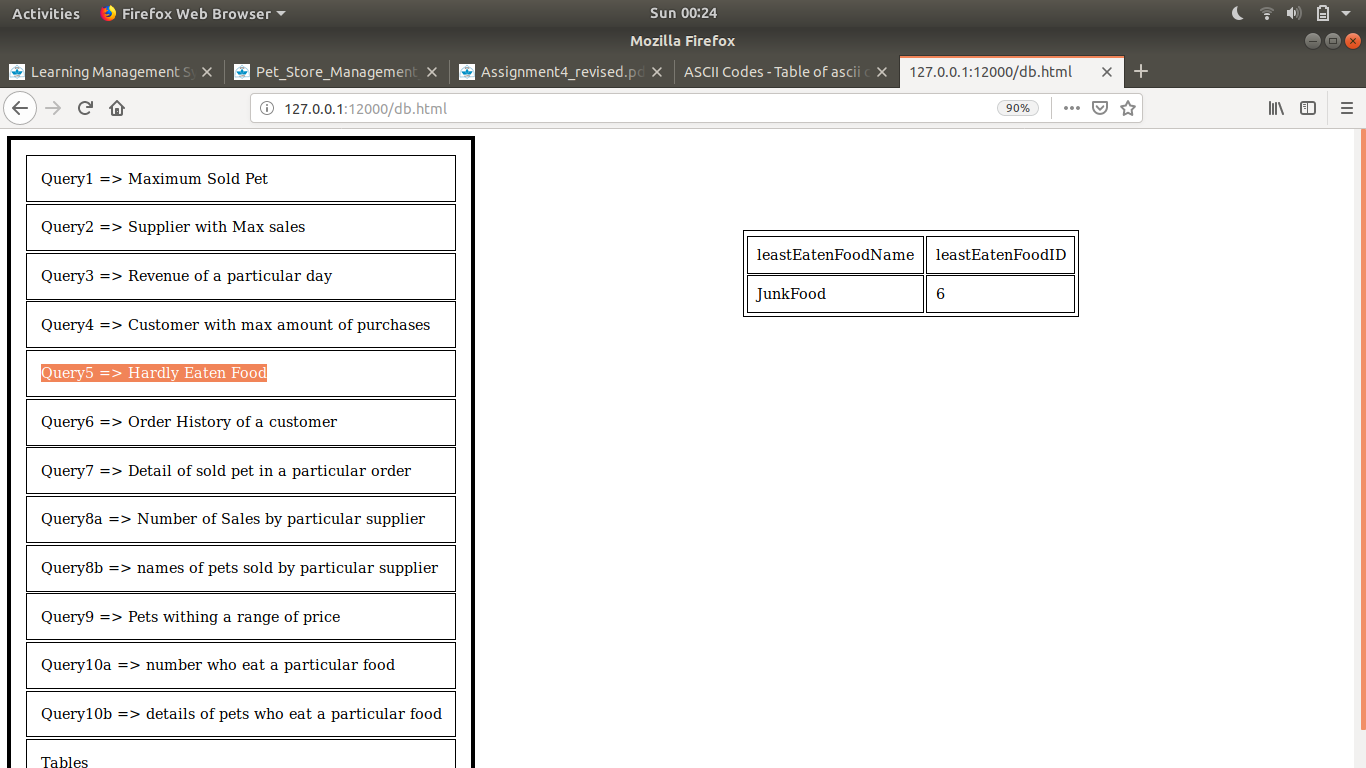 Activities Firefox Web Browser Sun 00:24
Mozilla Firefox
Learning Management Sy Pet_Store_Management_ Assignment4_revised.pd ASCII Codes - Table of ascii c 127.0.0.1:12000/db.html
127.0.0.1:12000/db.html 90%
Query1 => Maximum Sold Pet
Query2 => Supplier with Max sales
Query3 => Revenue of a particular day
Query4 => Customer with max amount of purchases
Query5 => Hardly Eaten Food
Query6 => Order History of a customer
Query7 => Detail of sold pet in a particular order
Query8a => Number of Sales by particular supplier
Query8b => names of pets sold by particular supplier
Query9 => Pets withing a range of price
Query10a => number who eat a particular food
Query10b => details of pets who eat a particular food
Tables
leastEatenFoodName leastEatenFoodID
JunkFood 6